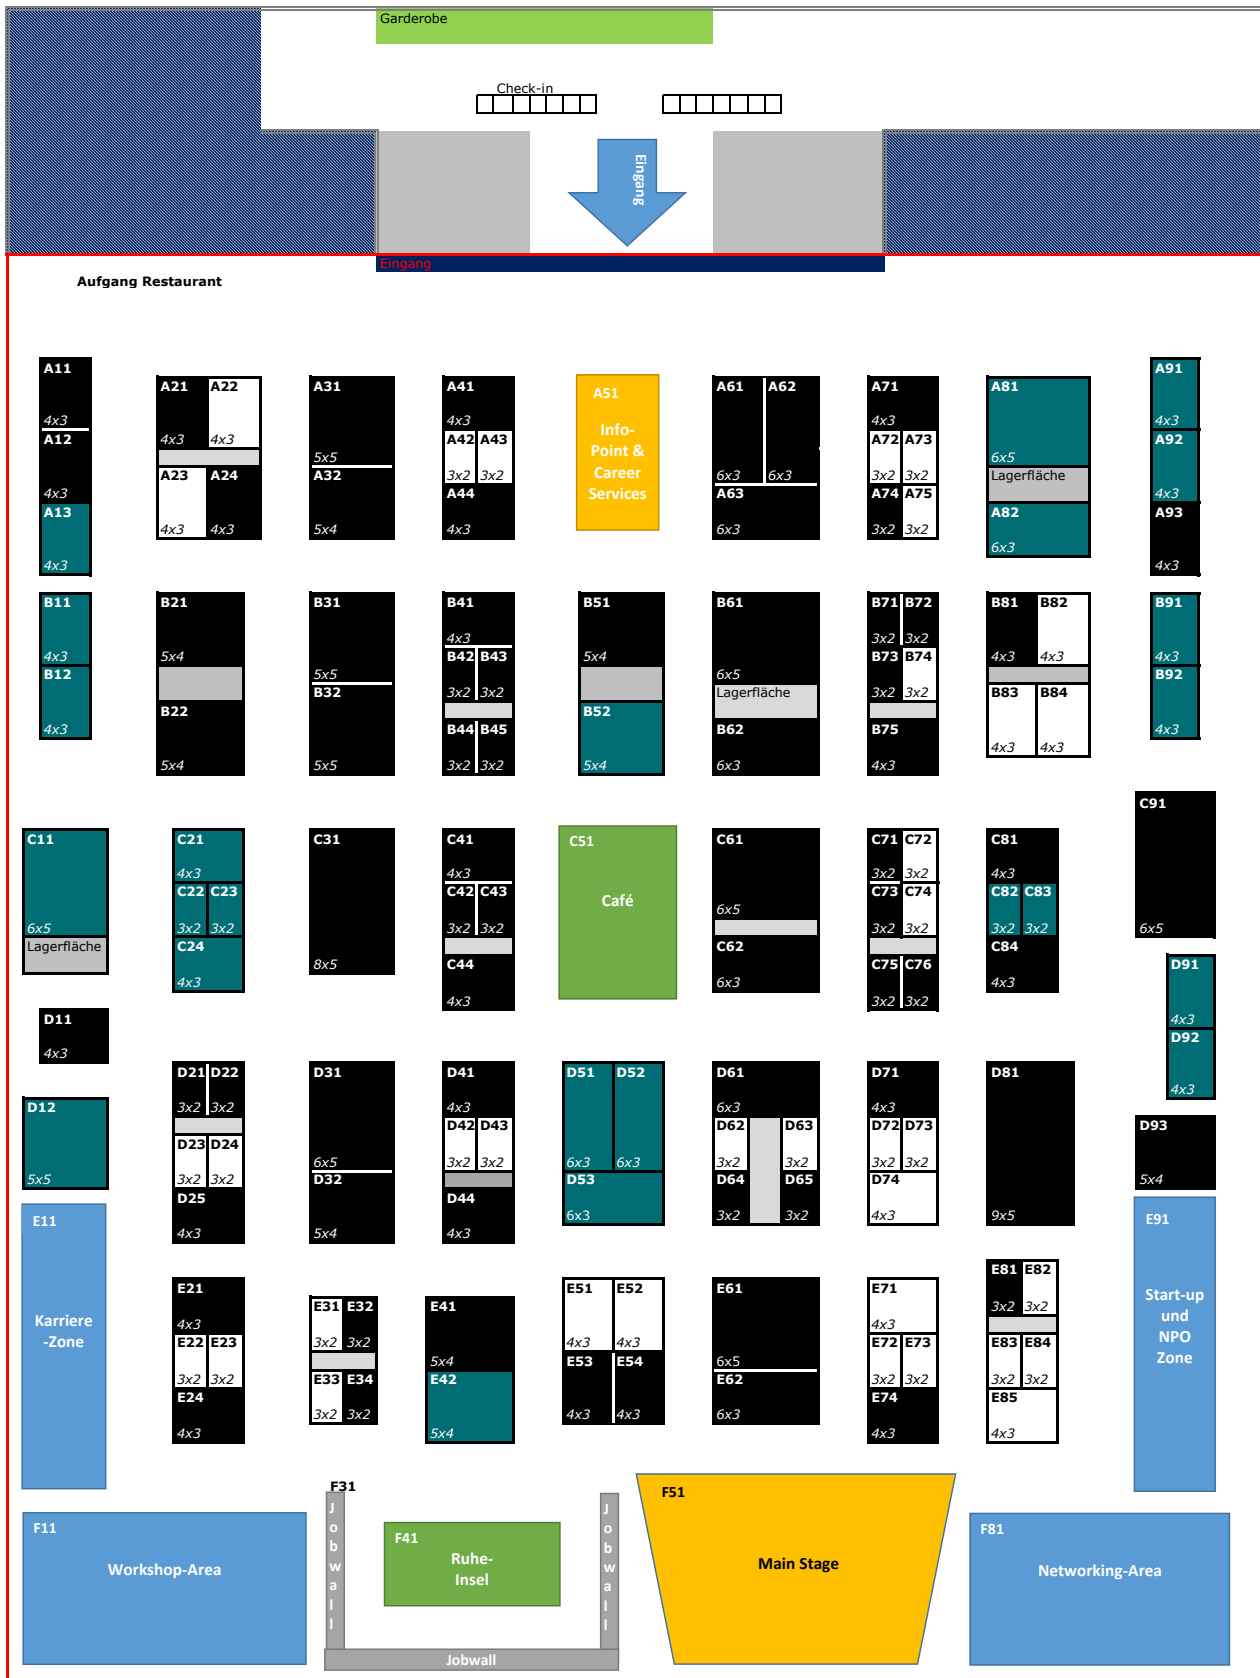 Garderobe
Check-in
Eingang
Eingang
Aufgang Restaurant
A11
4x3
A12
4x3
A13
4x3
A21 A22
4x3 4x3
A23 A24
4x3 4x3
A31
5x5
A32
5x4
A41
4x3
A42 A43
3x2 3x2
A44
4x3
A51
Info-
Point &
Career
Services
A61 A62
6x3 6x3
A63
6x3
A71
4x3
A72 A73
3x2 3x2
A74 A75
3x2 3x2
A81
6x5
Lagerfläche
A82
6x3
A91
4x3
A92
4x3
A93
4x3
B11
4x3
B12
4x3
B21
5x4
B22
5x4
B31
5x5
B32
5x5
B41
4x3
B42 B43
3x2 3x2
B44 B45
3x2 3x2
B51
5x4
B52
5x4
B61
6x5
Lagerfläche
B62
6x3
B71 B72
3x2 3x2
B73 B74
3x2 3x2
B75
4x3
B81 B82
4x3 4x3
B83 B84
4x3 4x3
B91
4x3
B92
4x3
C11
6x5
Lagerfläche
C21
4x3
C22 C23
3x2 3x2
C24
4x3
C31
8x5
C41
4x3
C42 C43
3x2 3x2
C44
4x3
C51
Café
C61
6x5
C62
6x3
C71 C72
3x2 3x2
C73 C74
3x2 3x2
C75 C76
3x2 3x2
C81
4x3
C82 C83
3x2 3x2
C84
4x3
C91
6x5
D11
4x3
D12
5x5
D21 D22
3x2 3x2
D23 D24
3x2 3x2
D25
4x3
D31
6x5
D32
5x4
D41
4x3
D42 D43
3x2 3x2
D44
4x3
D51 D52
6x3 6x3
D53
6x3
D61
6x3
D62 D63
3x2 3x2
D64 D65
3x2 3x2
D71
4x3
D72 D73
3x2 3x2
D74
4x3
D81
9x5
D91
4x3
D92
4x3
D93
5x4
E11
Karriere
-Zone
E21
4x3
E22 E23
3x2 3x2
E24
4x3
E31 E32
3x2 3x2
E33 E34
3x2 3x2
E41
5x4
E42
5x4
E51 E52
4x3 4x3
E53 E54
4x3 4x3
E61
6x5
E62
6x3
E71
4x3
E72 E73
3x2 3x2
E74
4x3
E81 E82
3x2 3x2
E83 E84
3x2 3x2
E85
4x3
E91
Start-up
und
NPO
Zone
F11
Workshop-Area
F31
Jobwall
Jobwall
Jobwall
F41
Ruhe-
Insel
F51
Main Stage
F81
Networking-Area